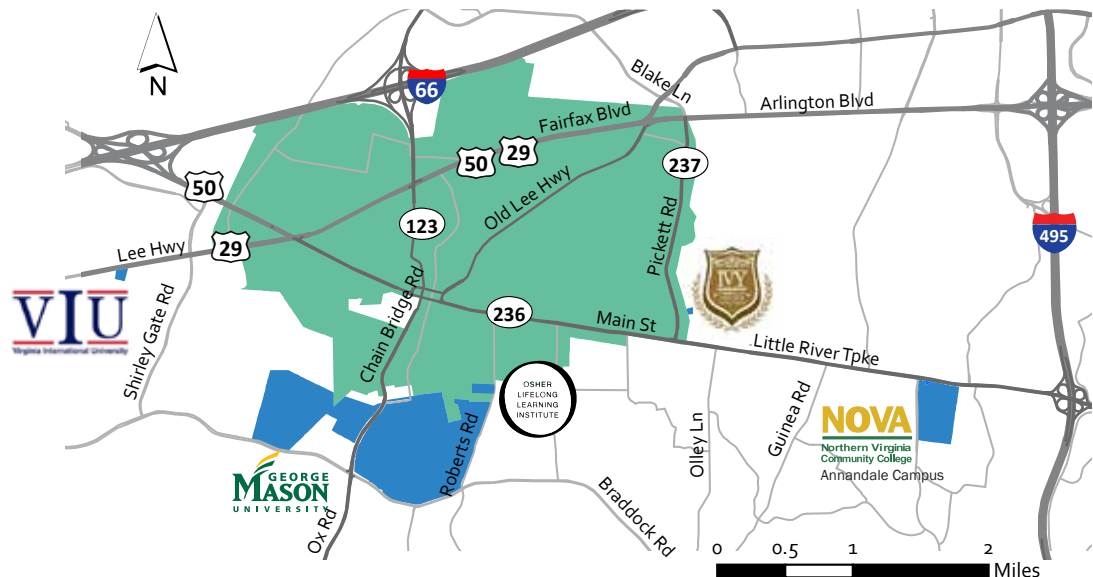 N
66
Blake Ln
Arlington Blvd
Fairfax Blvd
50
29
50
237
Old Lee Hwy
123
Pickett Rd
495
Lee Hwy
29
VIU
Virginia International University
IVY
Shirley Gate Rd
Chain Bridge Rd
236
Main St
Little River Tpke
OSHER
LIFELONG
LEARNING
INSTITUTE
Roberts Rd
Olley Ln
Guinea Rd
NOVA
Northern Virginia
Community College
Annandale Campus
GEORGE
MASON
UNIVERSITY
Ox Rd
Braddock Rd
0 0.5 1 2
Miles